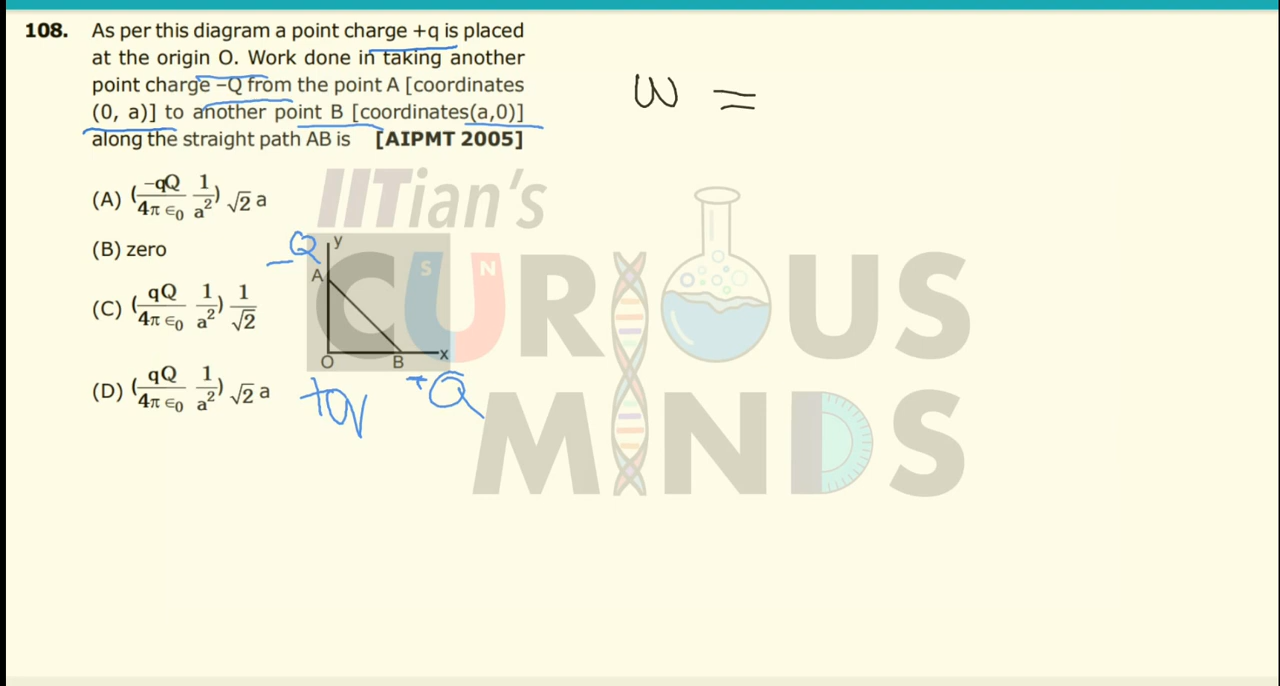 108. As per this diagram a point charge +q is placed
at the origin O. Work done in taking another
point charge −Q from the point A [coordinates
(0, a)] to another point B [coordinates(a,0)]
along the straight path AB is [AIPMT 2005]
(A) (−qQ/4π ∈0 1/a²) √2 a
(B) zero
(C) (qQ/4π ∈0 1/a²) 1/√2
(D) (qQ/4π ∈0 1/a²) √2 a
W =
−Q
y
A
O
B
x
+q
+Q
IITian's
CURIOUS
S N
MINDS